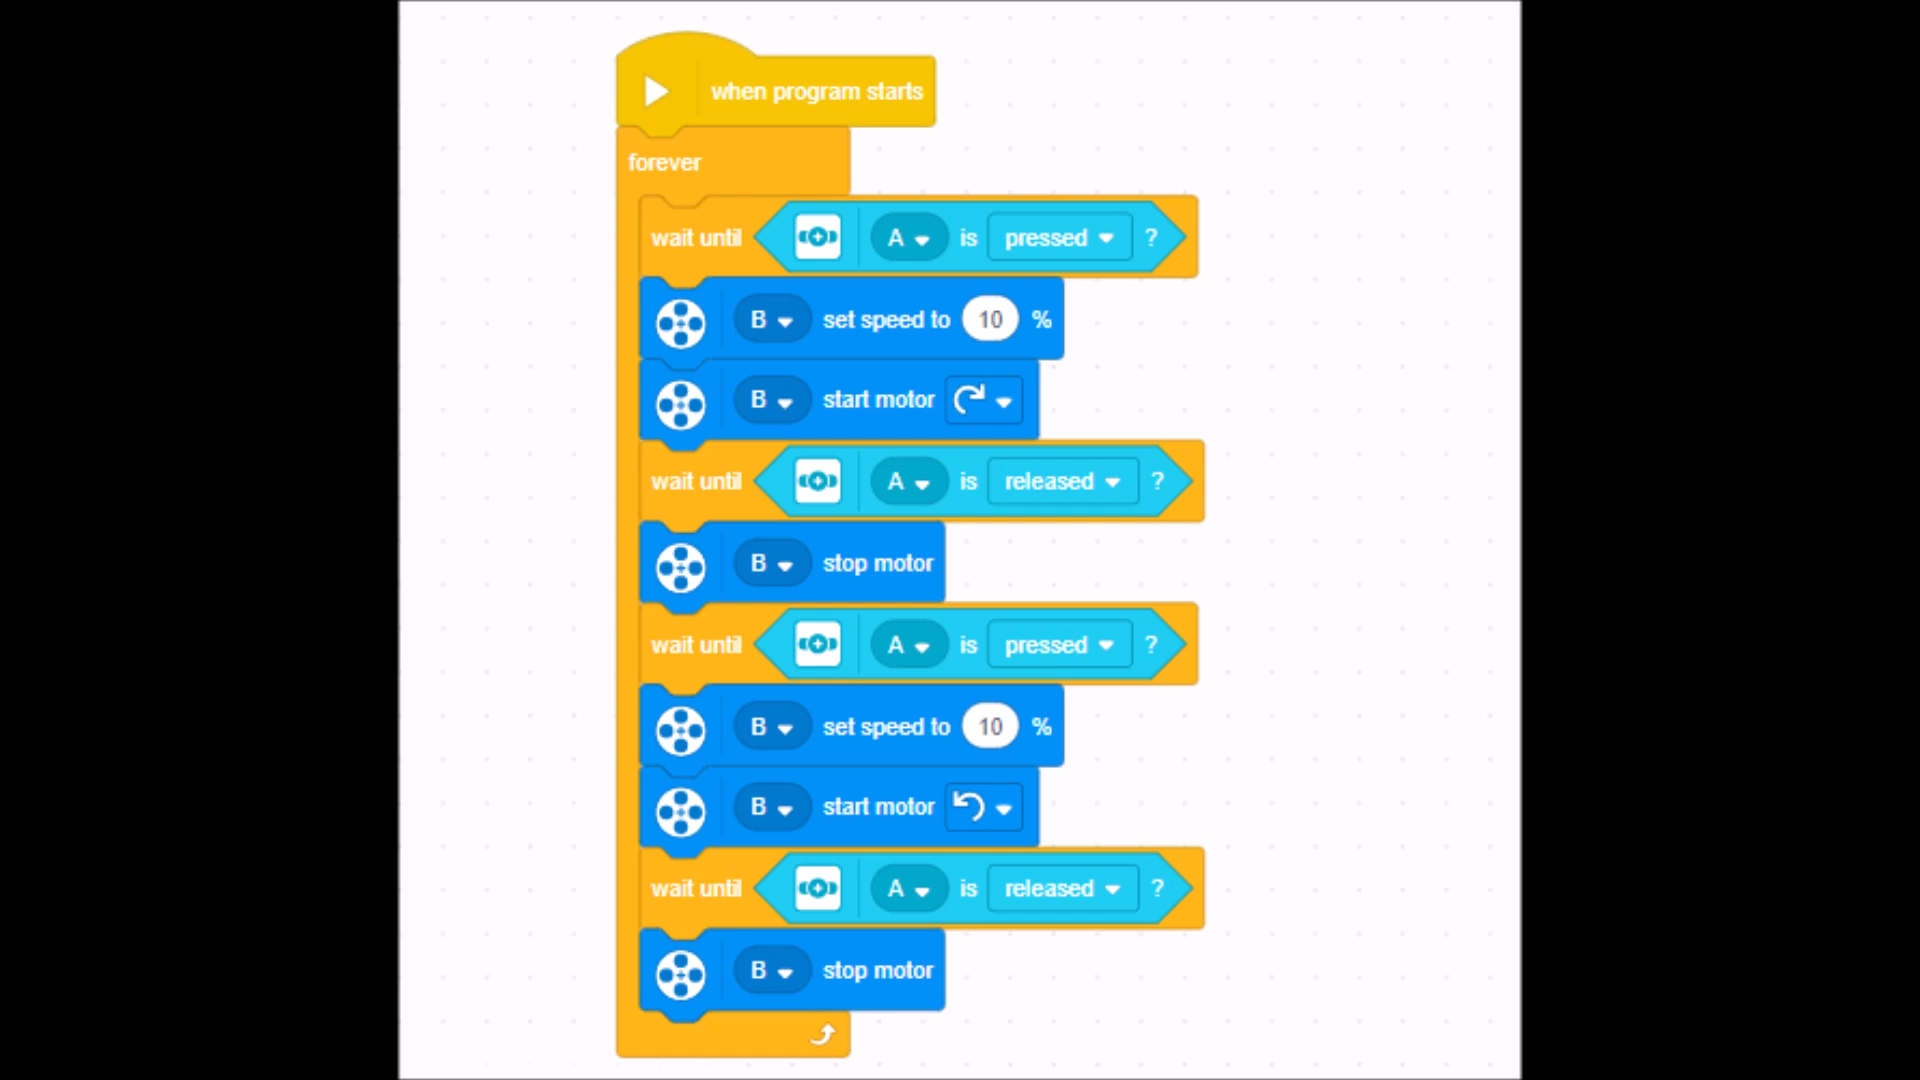 when program starts
forever
wait until A is pressed ?
B set speed to 10 %
B start motor
wait until A is released ?
B stop motor
wait until A is pressed ?
B set speed to 10 %
B start motor
wait until A is released ?
B stop motor